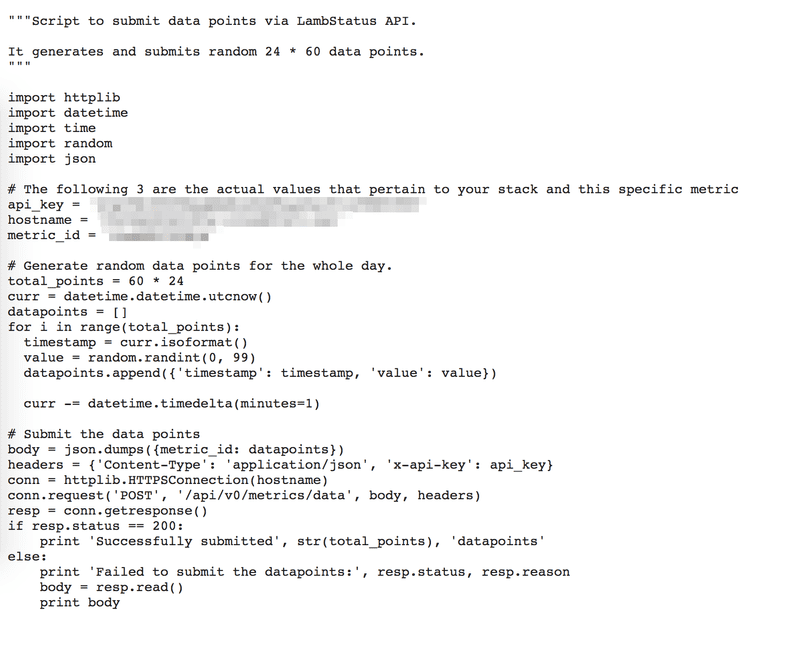 """Script to submit data points via LambStatus API.

It generates and submits random 24 * 60 data points.
"""

import httplib
import datetime
import time
import random
import json

# The following 3 are the actual values that pertain to your stack and this specific metric
api_key =
hostname =
metric_id =

# Generate random data points for the whole day.
total_points = 60 * 24
curr = datetime.datetime.utcnow()
datapoints = []
for i in range(total_points):
  timestamp = curr.isoformat()
  value = random.randint(0, 99)
  datapoints.append({'timestamp': timestamp, 'value': value})

  curr -= datetime.timedelta(minutes=1)

# Submit the data points
body = json.dumps({metric_id: datapoints})
headers = {'Content-Type': 'application/json', 'x-api-key': api_key}
conn = httplib.HTTPSConnection(hostname)
conn.request('POST', '/api/v0/metrics/data', body, headers)
resp = conn.getresponse()
if resp.status == 200:
    print 'Successfully submitted', str(total_points), 'datapoints'
else:
    print 'Failed to submit the datapoints:', resp.status, resp.reason
    body = resp.read()
    print body